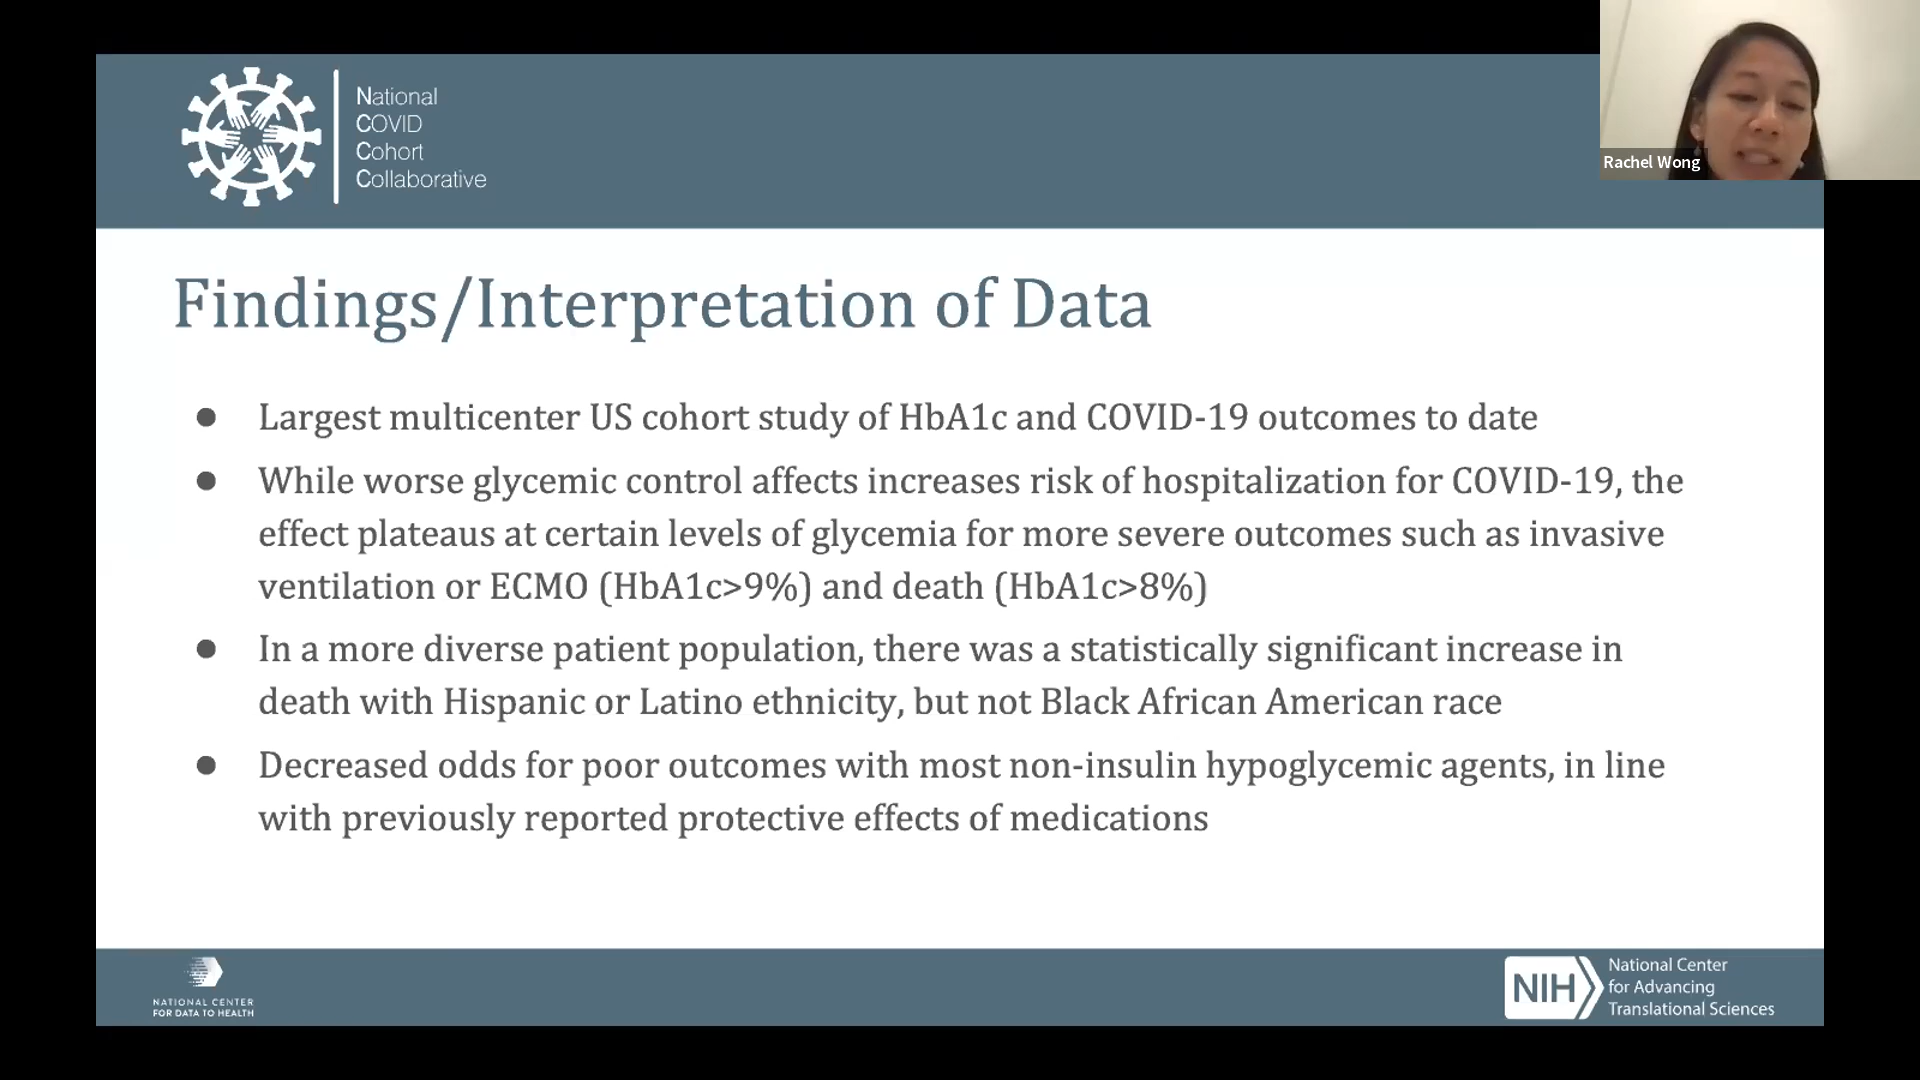 National
COVID
Cohort
Collaborative
Rachel Wong
Findings/Interpretation of Data
● Largest multicenter US cohort study of HbA1c and COVID-19 outcomes to date
● While worse glycemic control affects increases risk of hospitalization for COVID-19, the
effect plateaus at certain levels of glycemia for more severe outcomes such as invasive
ventilation or ECMO (HbA1c>9%) and death (HbA1c>8%)
● In a more diverse patient population, there was a statistically significant increase in
death with Hispanic or Latino ethnicity, but not Black African American race
● Decreased odds for poor outcomes with most non-insulin hypoglycemic agents, in line
with previously reported protective effects of medications
NATIONAL CENTER
FOR DATA TO HEALTH
NIH
National Center
for Advancing
Translational Sciences